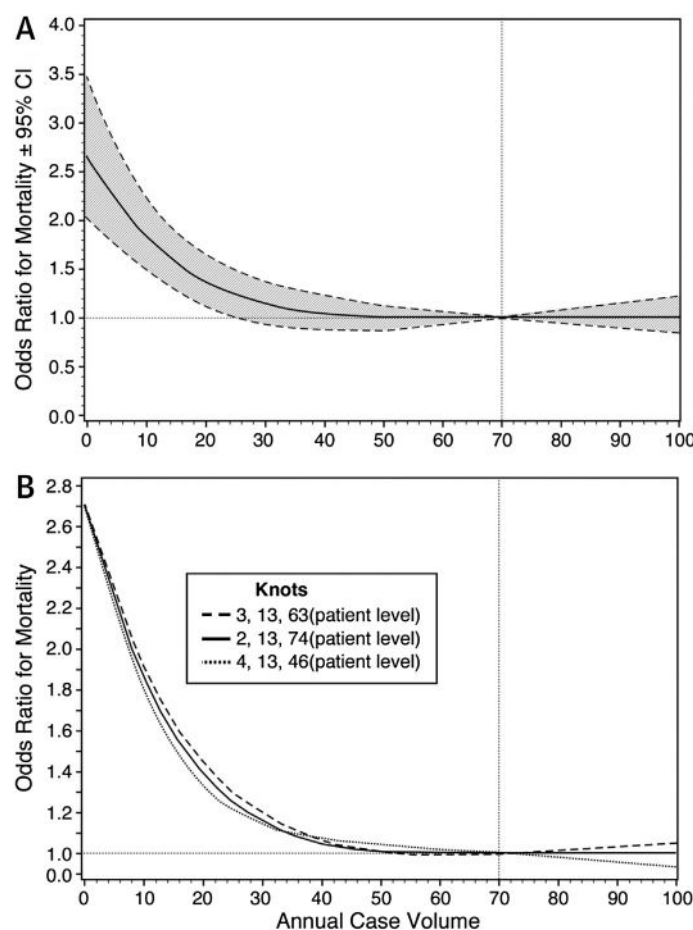 A
Odds Ratio for Mortality ± 95% CI
4.0
3.5
3.0
2.5
2.0
1.5
1.0
0.5
0.0
0 10 20 30 40 50 60 70 80 90 100
B
Odds Ratio for Mortality
2.8
2.6
2.4
2.2
2.0
1.8
1.6
1.4
1.2
1.0
0.0
Knots
3, 13, 63(patient level)
2, 13, 74(patient level)
4, 13, 46(patient level)
0 10 20 30 40 50 60 70 80 90 100
Annual Case Volume